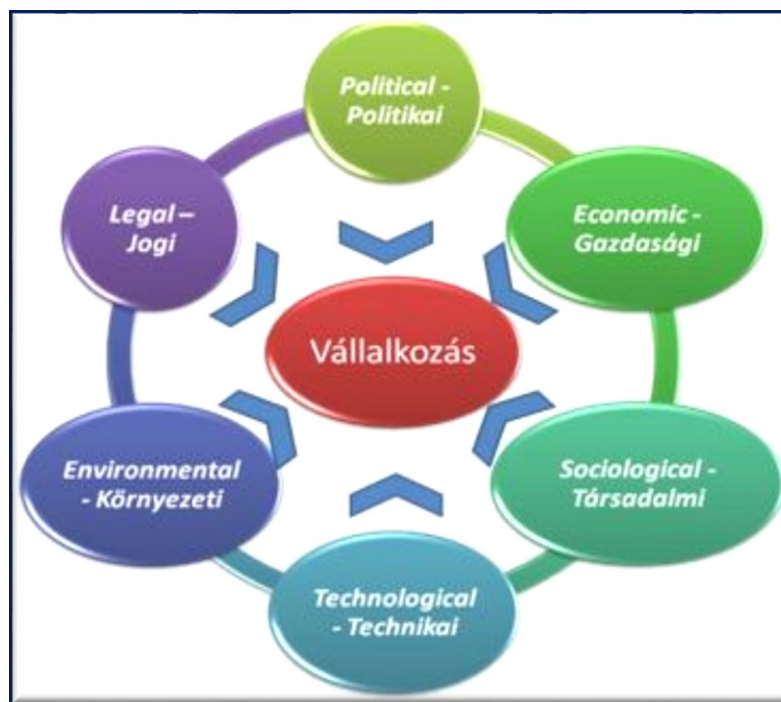 Political -
Politikai
Economic -
Gazdasági
Sociological -
Társadalmi
Technological
- Technikai
Environmental
- Környezeti
Legal –
Jogi
Vállalkozás